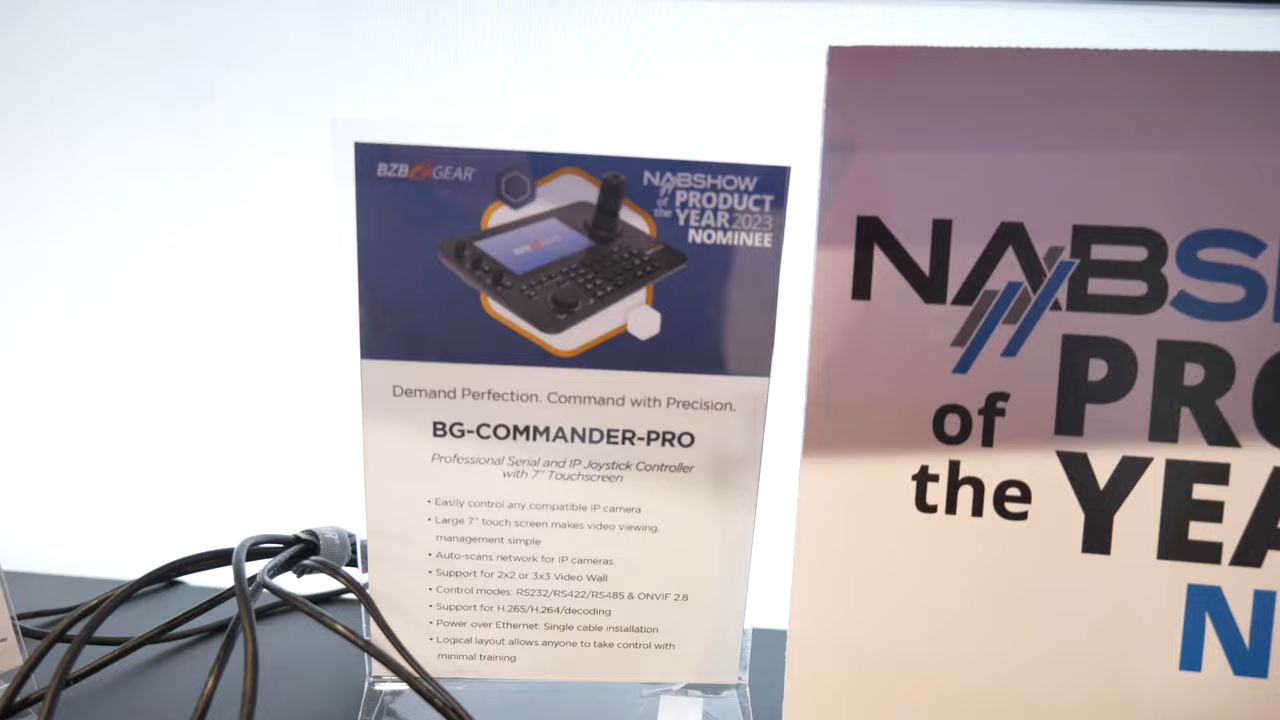 BZB GEAR
NABSHOW
of the PRODUCT
YEAR 2023
NOMINEE
Demand Perfection. Command with Precision.
BG-COMMANDER-PRO
Professional Serial and IP Joystick Controller
with 7" Touchscreen
• Easily control any compatible IP camera
• Large 7" touch screen makes video viewing,
management simple
• Auto-scans network for IP cameras
• Support for 2x2 or 3x3 Video Wall
• Control modes: RS232/RS422/RS485 & ONVIF 2.8
• Support for H.265/H.264/decoding
• Power over Ethernet: Single cable installation
• Logical layout allows anyone to take control with
minimal training
NABS
of PRO
the YEA
N